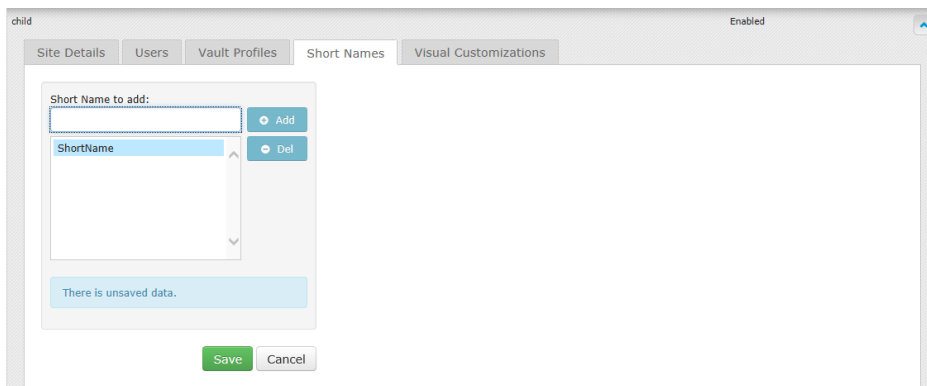 child Enabled
Site Details Users Vault Profiles Short Names Visual Customizations
Short Name to add:
Add
ShortName Del
There is unsaved data.
Save Cancel